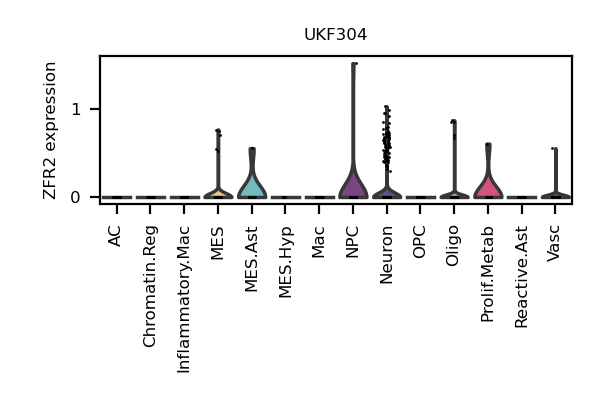 UKF304
ZFR2 expression
1
0
AC
Chromatin.Reg
Inflammatory.Mac
MES
MES.Ast
MES.Hyp
Mac
NPC
Neuron
OPC
Oligo
Prolif.Metab
Reactive.Ast
Vasc